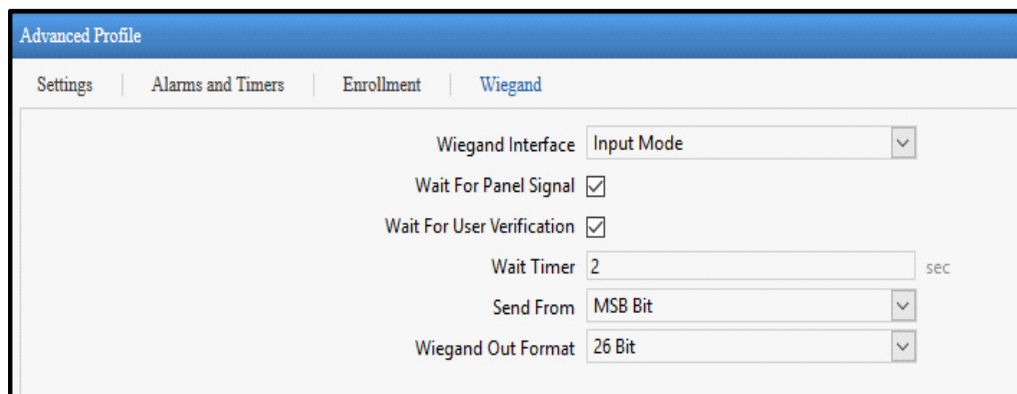 Advanced Profile
Settings Alarms and Timers Enrollment Wiegand
Wiegand Interface Input Mode
Wait For Panel Signal
Wait For User Verification
Wait Timer 2 sec
Send From MSB Bit
Wiegand Out Format 26 Bit